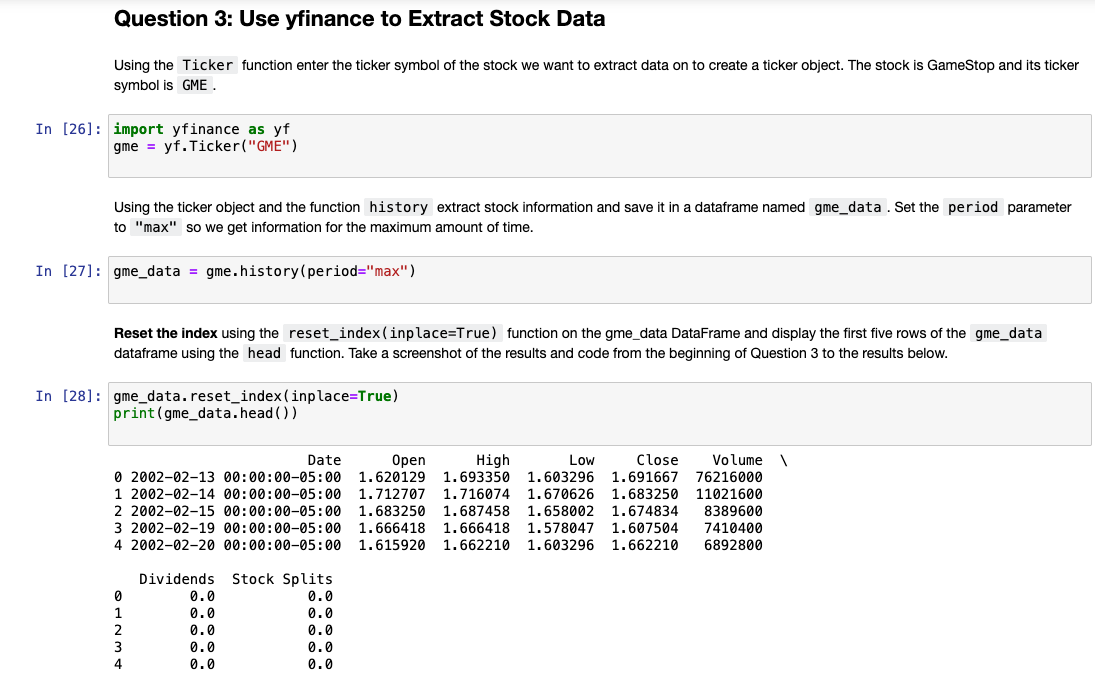 Question 3: Use yfinance to Extract Stock Data
Using the Ticker function enter the ticker symbol of the stock we want to extract data on to create a ticker object. The stock is GameStop and its ticker
symbol is GME .
In [26]: import yfinance as yf
gme = yf.Ticker("GME")
Using the ticker object and the function history extract stock information and save it in a dataframe named gme_data . Set the period parameter
to "max" so we get information for the maximum amount of time.
In [27]: gme_data = gme.history(period="max")
Reset the index using the reset_index(inplace=True) function on the gme_data DataFrame and display the first five rows of the gme_data
dataframe using the head function. Take a screenshot of the results and code from the beginning of Question 3 to the results below.
In [28]: gme_data.reset_index(inplace=True)
print(gme_data.head())
Date Open High Low Close Volume \
0 2002-02-13 00:00:00-05:00 1.620129 1.693350 1.603296 1.691667 76216000
1 2002-02-14 00:00:00-05:00 1.712707 1.716074 1.670626 1.683250 11021600
2 2002-02-15 00:00:00-05:00 1.683250 1.687458 1.658002 1.674834 8389600
3 2002-02-19 00:00:00-05:00 1.666418 1.666418 1.578047 1.607504 7410400
4 2002-02-20 00:00:00-05:00 1.615920 1.662210 1.603296 1.662210 6892800
Dividends Stock Splits
0 0.0 0.0
1 0.0 0.0
2 0.0 0.0
3 0.0 0.0
4 0.0 0.0